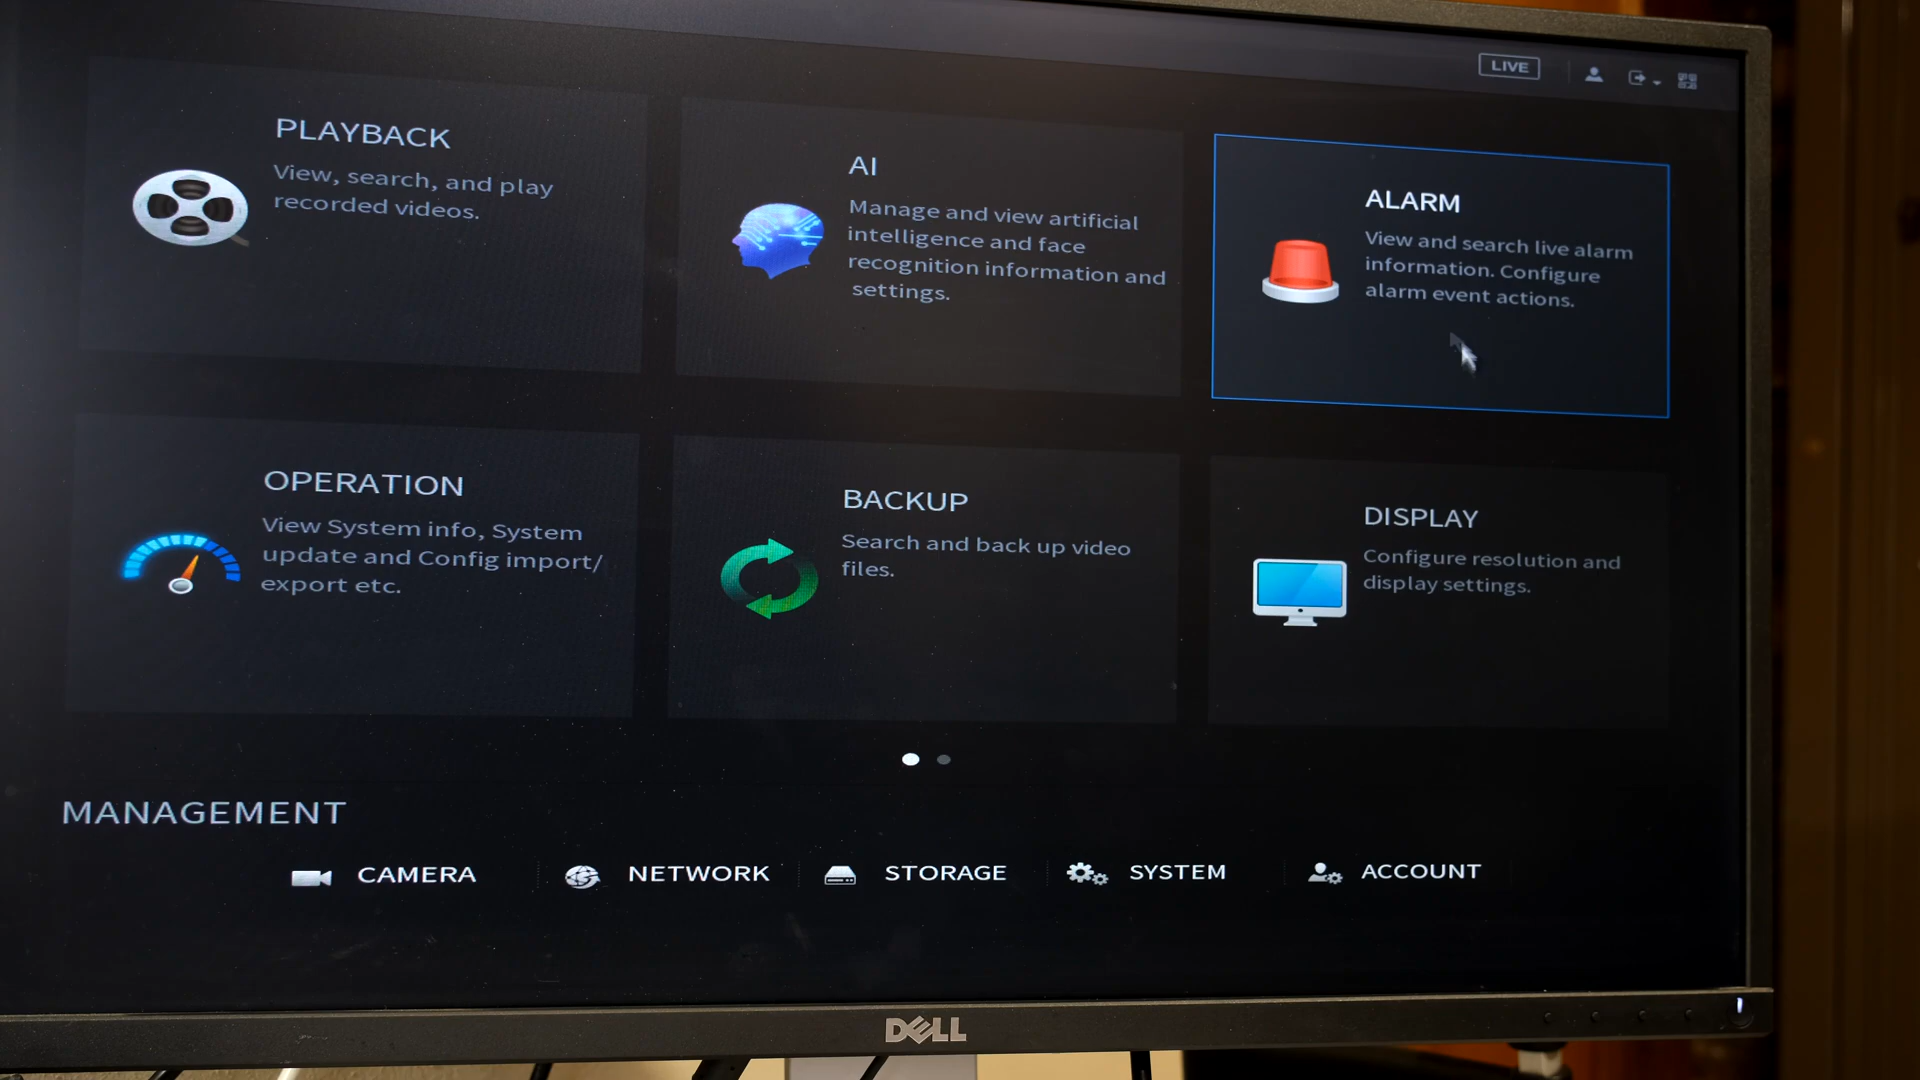 LIVE
PLAYBACK
View, search, and play
recorded videos.
AI
Manage and view artificial
intelligence and face
recognition information and
settings.
ALARM
View and search live alarm
information. Configure
alarm event actions.
OPERATION
View System info, System
update and Config import/
export etc.
BACKUP
Search and back up video
files.
DISPLAY
Configure resolution and
display settings.
MANAGEMENT
CAMERA
NETWORK
STORAGE
SYSTEM
ACCOUNT
DELL